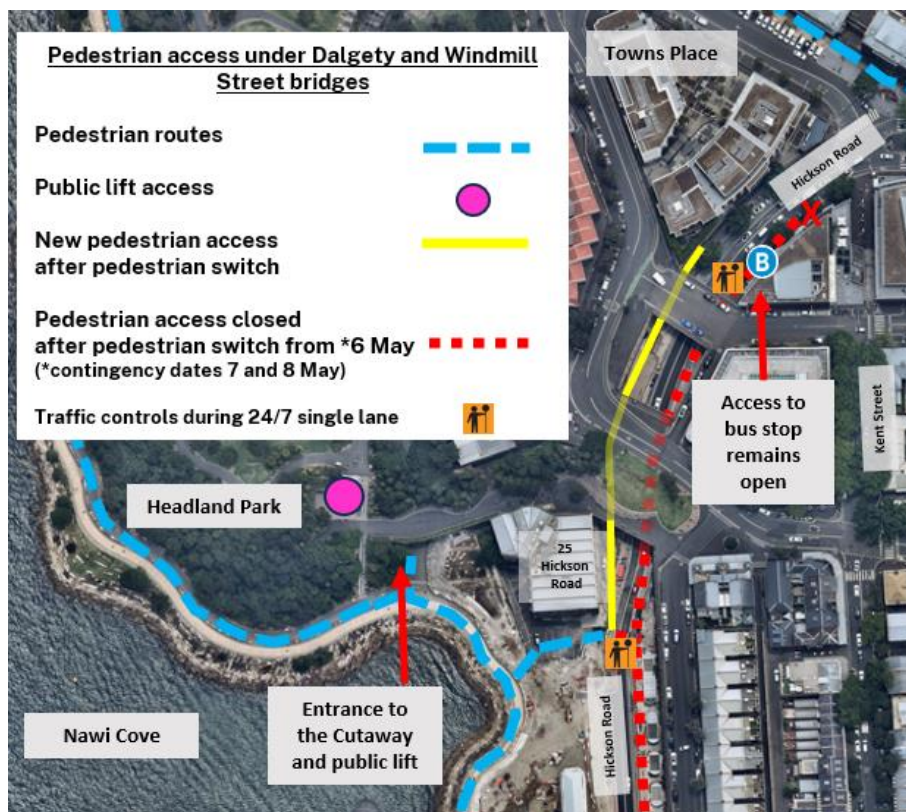 Pedestrian access under Dalgety and Windmill
Street bridges
Pedestrian routes
Public lift access
New pedestrian access
after pedestrian switch
Pedestrian access closed
after pedestrian switch from *6 May
(*contingency dates 7 and 8 May)
Traffic controls during 24/7 single lane
Towns Place
Hickson Road
X
B
Access to
bus stop
remains
open
Kent Street
Headland Park
25
Hickson
Road
Entrance to
the Cutaway
and public lift
Hickson Road
Nawi Cove